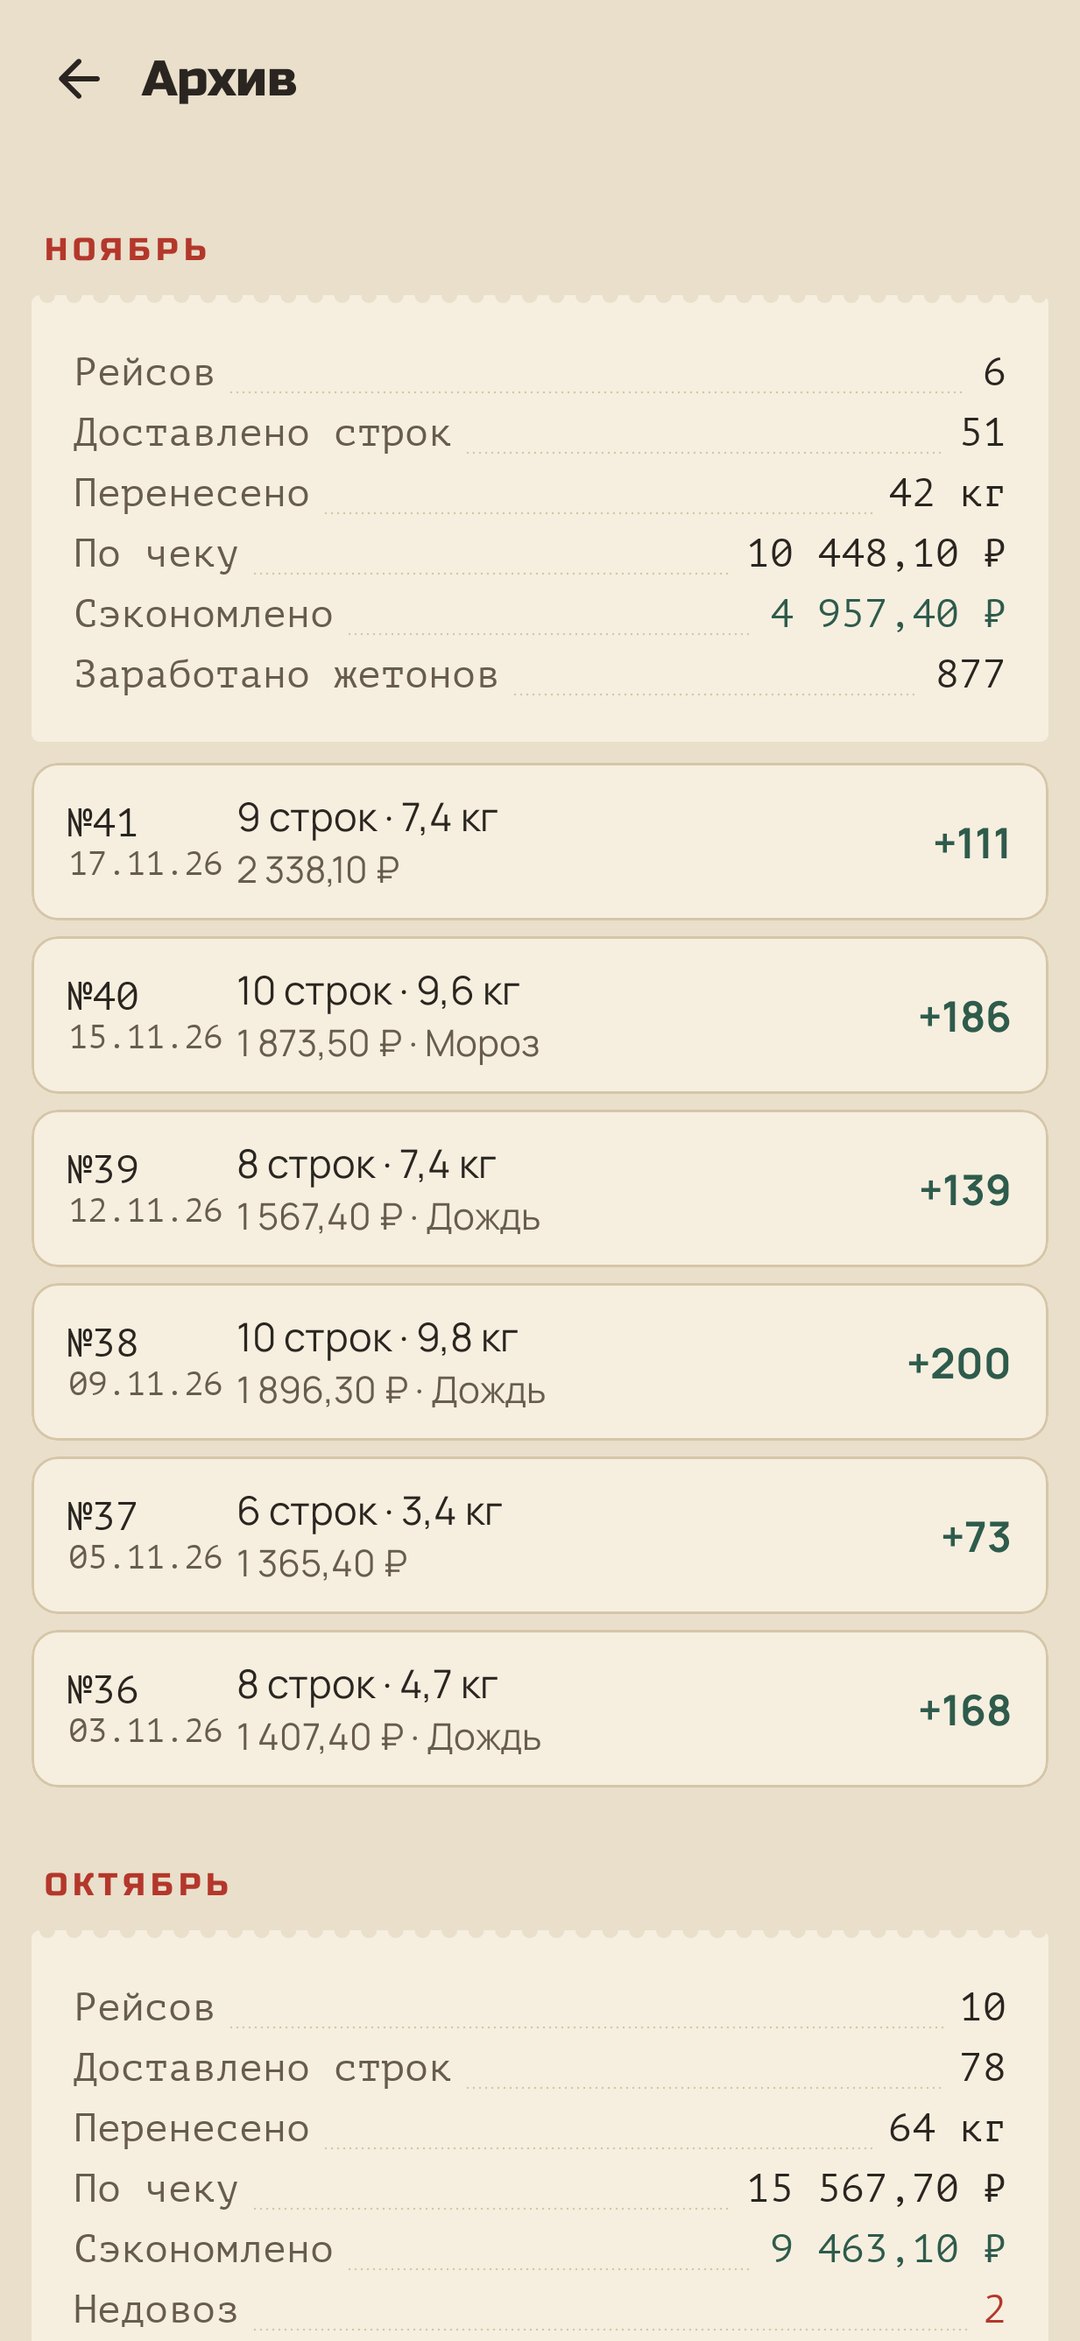 Архив
НОЯБРЬ
Рейсов 6
Доставлено строк 51
Перенесено 42 кг
По чеку 10 448,10 ₽
Сэкономлено 4 957,40 ₽
Заработано жетонов 877
№41 9 строк · 7,4 кг
17.11.26 2 338,10 ₽
+111
№40 10 строк · 9,6 кг
15.11.26 1 873,50 ₽ · Мороз
+186
№39 8 строк · 7,4 кг
12.11.26 1 567,40 ₽ · Дождь
+139
№38 10 строк · 9,8 кг
09.11.26 1 896,30 ₽ · Дождь
+200
№37 6 строк · 3,4 кг
05.11.26 1 365,40 ₽
+73
№36 8 строк · 4,7 кг
03.11.26 1 407,40 ₽ · Дождь
+168
ОКТЯБРЬ
Рейсов 10
Доставлено строк 78
Перенесено 64 кг
По чеку 15 567,70 ₽
Сэкономлено 9 463,10 ₽
Недовоз 2